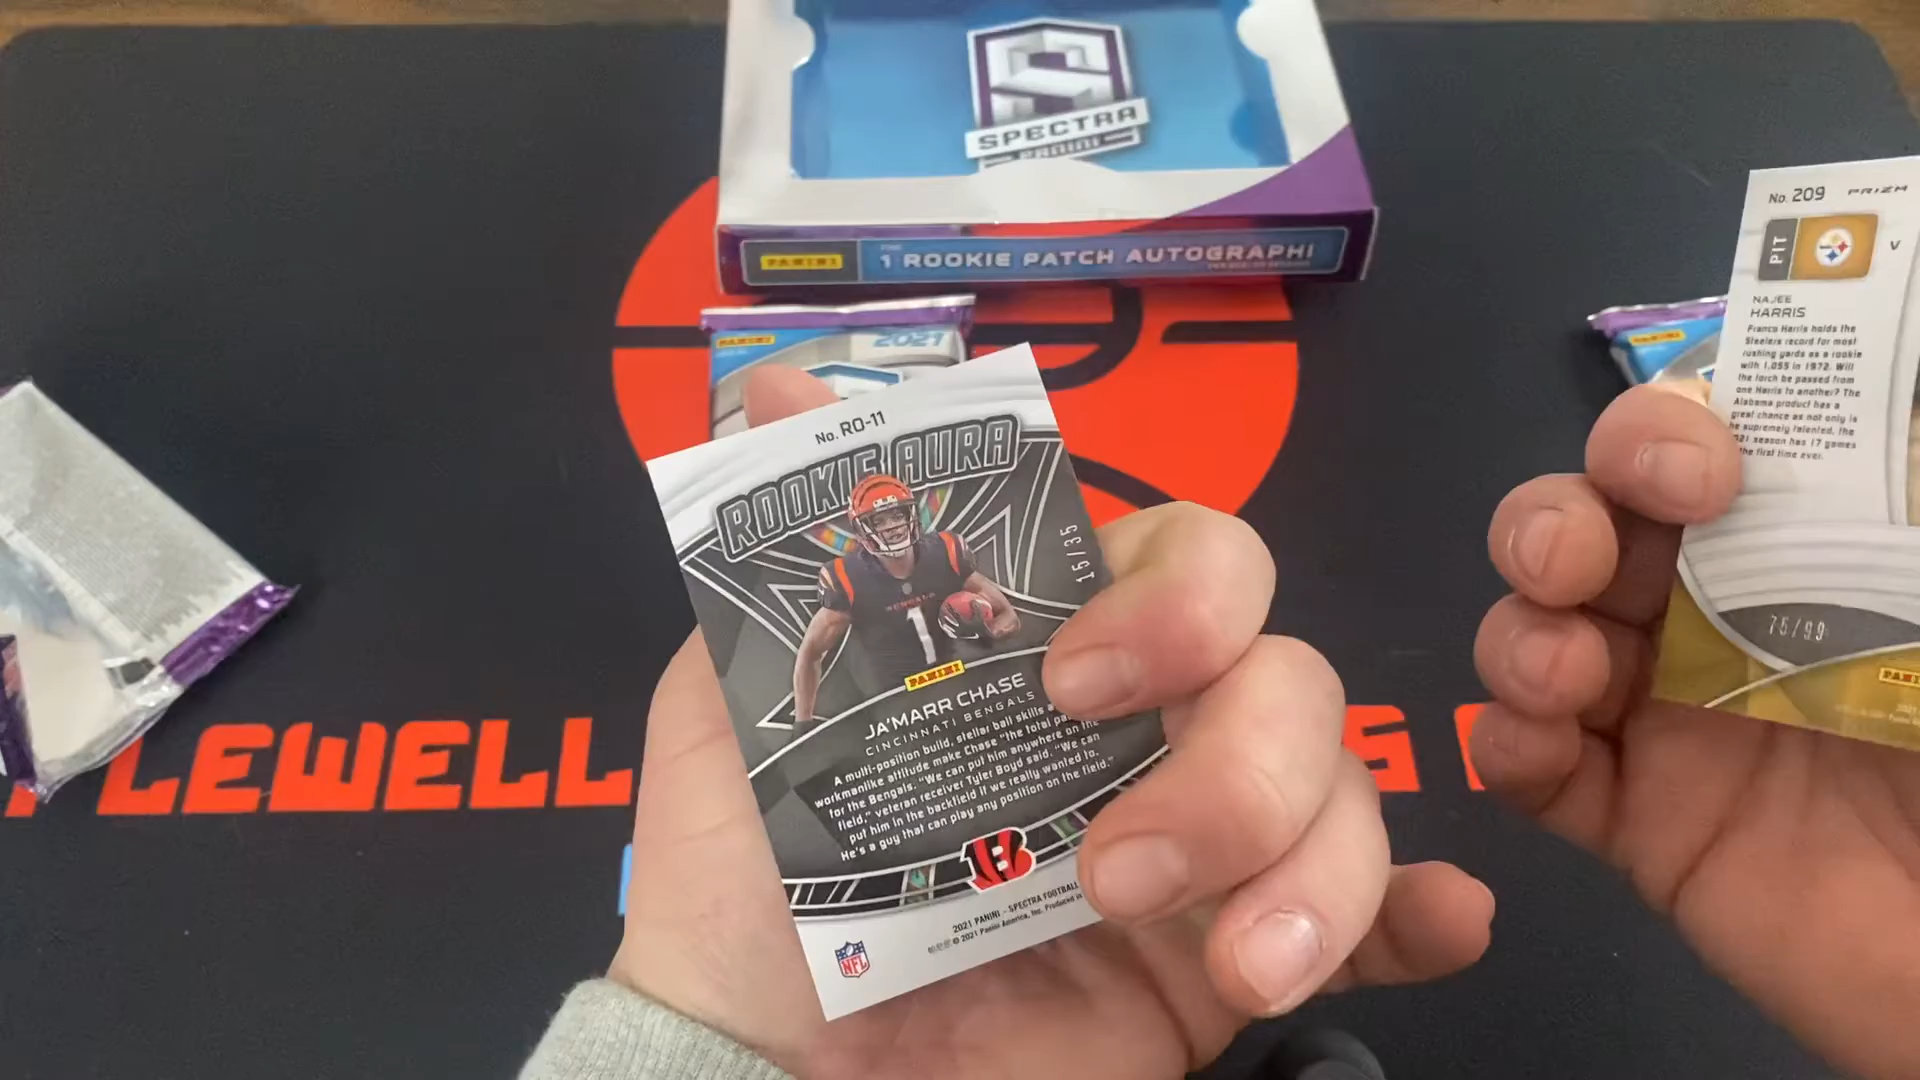 SPECTRA
PANINI
PANINI
1 ROOKIE PATCH AUTOGRAPH!
PANINI
2021
No. RO-11
ROOKIE AURA
15/35
BENGALS
1
PANINI
JA'MARR CHASE
CINCINNATI BENGALS
A multi-position build, stellar ball skills
workmanlike attitude make Chase "the total
for the Bengals. "We can put him anywhere on the
field," veteran receiver Tyler Boyd said. "We can
put him in the backfield if we really wanted to.
He's a guy that can play any position on the field."
B
NFL
2021 PANINI - SPECTRA FOOTBALL
© 2021 Panini America, Inc. Produced in
No. 209 PRIZM
PIT
V
NAJEE
HARRIS
Franco Harris holds the
Steelers record for most
rushing yards as a rookie
with 1,055 in 1972. Will
the torch be passed from
one Harris to another? The
Alabama product has a
great chance as not only is
he supremely talented, the
season has 17 games
the first time ever.
75/99
PANINI
LEWELL
S